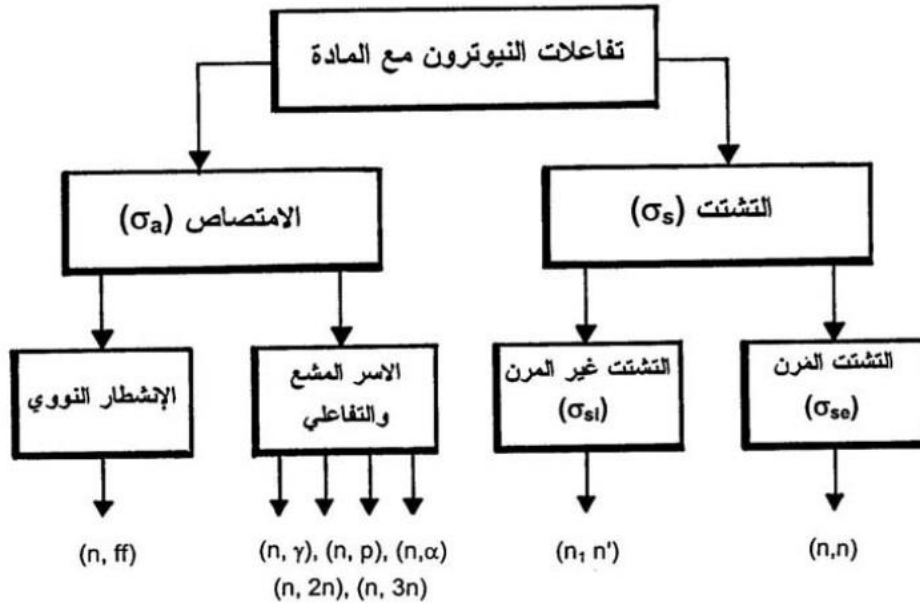 تفاعلات النيوترون مع المادة
التشتت (σs)
الامتصاص (σa)
التشتت المرن
(σse)
التشتت غير المرن
(σsi)
الاسر المشع
والتفاعلي
الإنشطار النووي
(n,n)
(n₁ n')
(n, γ), (n, p), (n,α)
(n, 2n), (n, 3n)
(n, ff)